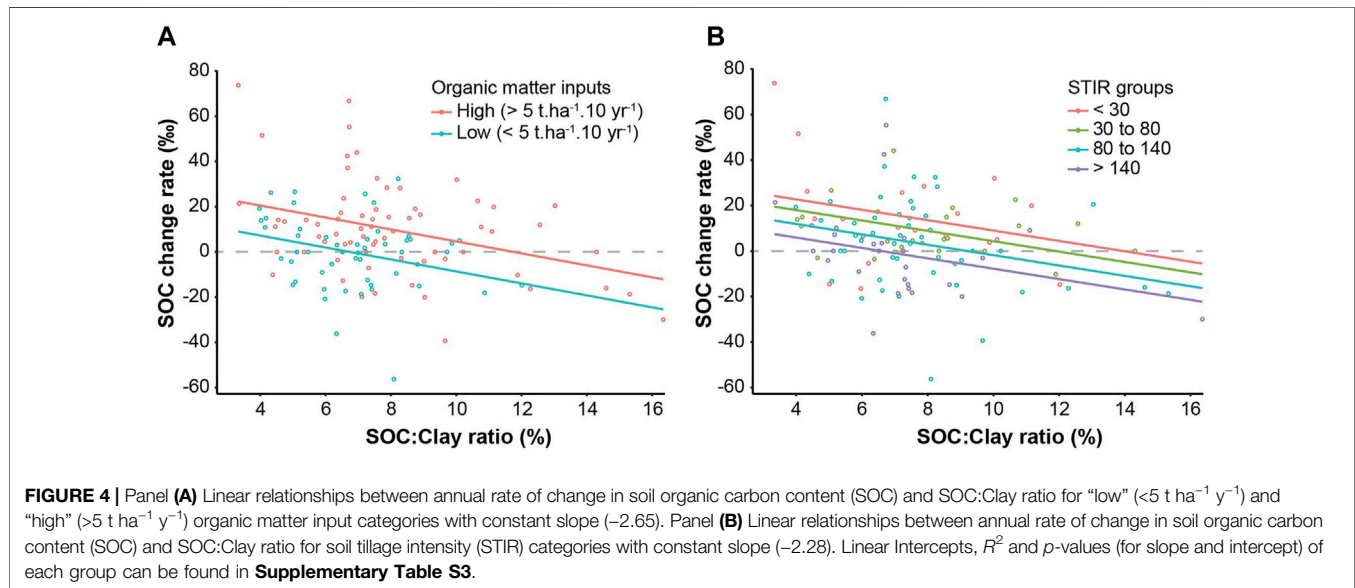 A
80
60
40
20
0
-20
-40
-60
SOC change rate (‰)
4
6
8
10
12
14
16
SOC:Clay ratio (%)
Organic matter inputs
High (> 5 t.ha⁻¹.10 yr⁻¹)
Low (< 5 t.ha⁻¹.10 yr⁻¹)
B
80
60
40
20
0
-20
-40
-60
SOC change rate (‰)
4
6
8
10
12
14
16
SOC:Clay ratio (%)
STIR groups
< 30
30 to 80
80 to 140
> 140
FIGURE 4 | Panel (A) Linear relationships between annual rate of change in soil organic carbon content (SOC) and SOC:Clay ratio for “low” (<5 t ha⁻¹ y⁻¹) and
“high” (>5 t ha⁻¹ y⁻¹) organic matter input categories with constant slope (−2.65). Panel (B) Linear relationships between annual rate of change in soil organic carbon
content (SOC) and SOC:Clay ratio for soil tillage intensity (STIR) categories with constant slope (−2.28). Linear Intercepts, R² and p-values (for slope and intercept) of
each group can be found in Supplementary Table S3.